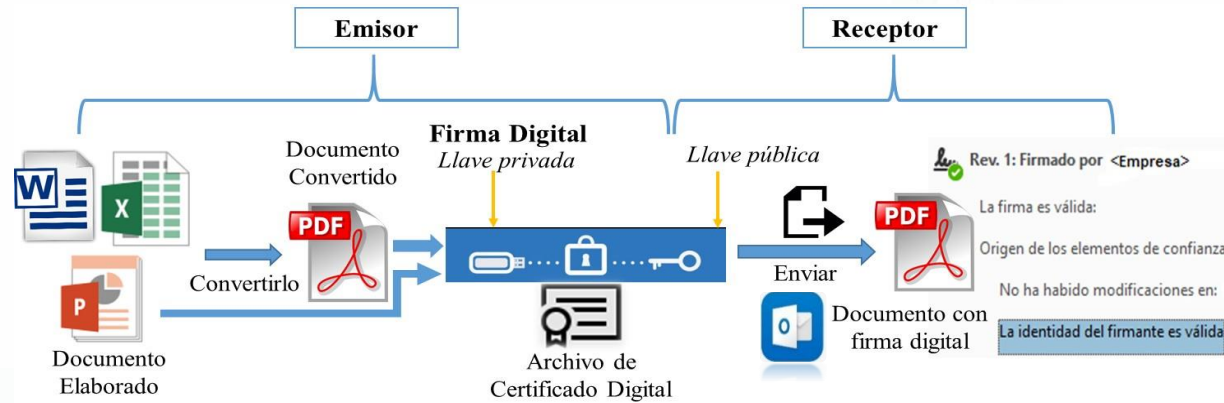 Emisor
Receptor
Firma Digital
Llave privada
Llave pública
Documento
Convertido
W
X
PDF
P
Convertirlo
Documento
Elaborado
Archivo de
Certificado Digital
Enviar
O
PDF
Documento con
firma digital
Rev. 1: Firmado por <Empresa>
La firma es válida:
Origen de los elementos de confianza
No ha habido modificaciones en:
La identidad del firmante es válida